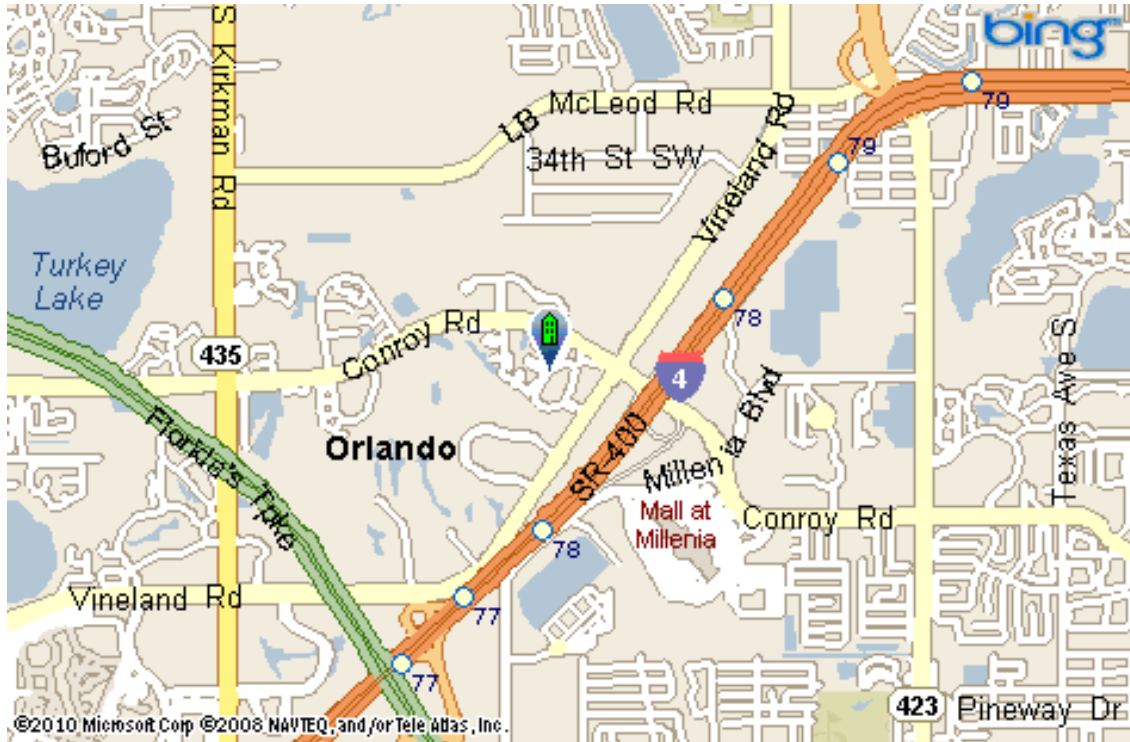 bing
S Kirkman Rd
79
LB McLeod Rd
79
Buford St
34th St SW
Vineland Rd
Turkey
Lake
78
Conroy Rd
435
4
Texas Ave S
Millenia Blvd
SR-400
Orlando
Florida's Tpke
Mall at
Millenia
Conroy Rd
78
Vineland Rd
77
77
423
Pineway Dr
©2010 Microsoft Corp ©2008 NAVTEQ, and/or Tele Atlas, Inc.